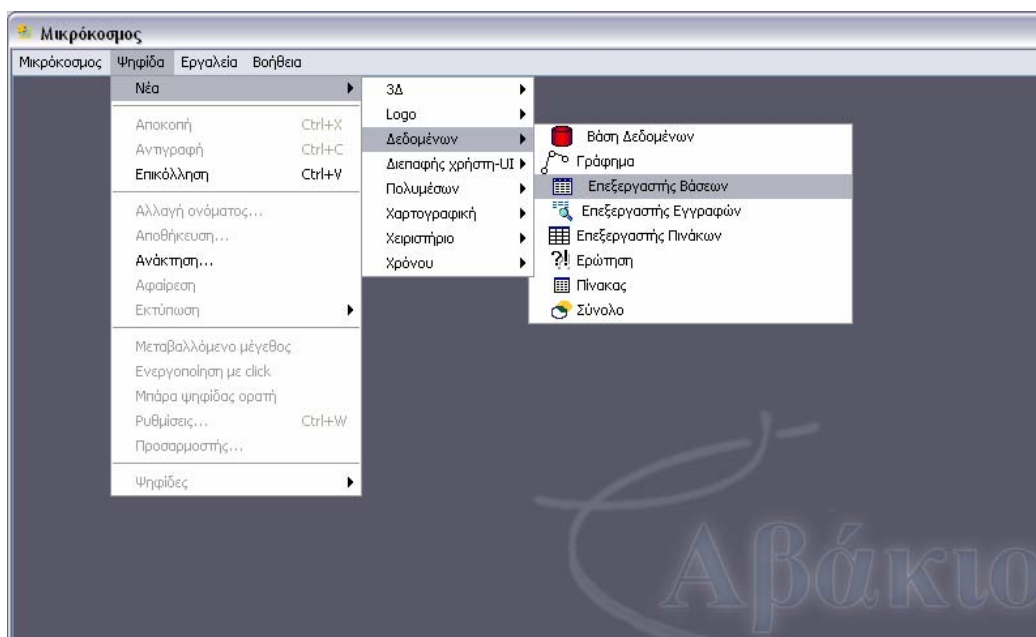 Μικρόκοσμος
Μικρόκοσμος Ψηφίδα Εργαλεία Βοήθεια
Νέα
Αποκοπή Ctrl+X
Αντιγραφή Ctrl+C
Επικόλληση Ctrl+V
Αλλαγή ονόματος...
Αποθήκευση...
Ανάκτηση...
Αφαίρεση
Εκτύπωση
Μεταβαλλόμενο μέγεθος
Ενεργοποίηση με click
Μπάρα ψηφίδας ορατή
Ρυθμίσεις... Ctrl+W
Προσαρμοστής...
Ψηφίδες
3Δ
Logo
Δεδομένων
Διεπαφής χρήστη-UI
Πολυμέσων
Χαρτογραφική
Χειριστήριο
Χρόνου
Βάση Δεδομένων
Γράφημα
Επεξεργαστής Βάσεων
Επεξεργαστής Εγγραφών
Επεξεργαστής Πινάκων
?! Ερώτηση
Πίνακας
Σύνολο
Αβάκιο